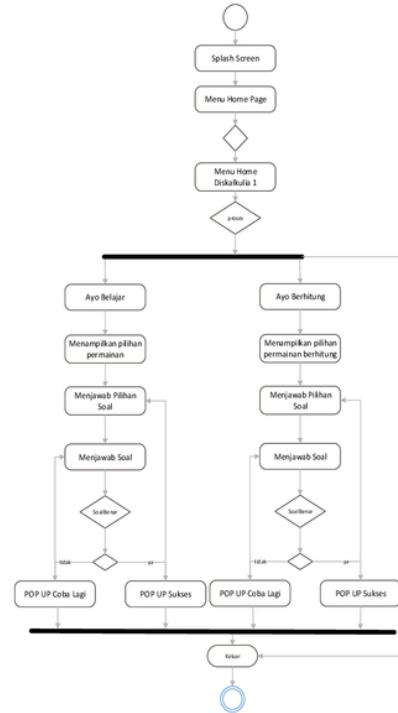 Splash Screen
Menu Home Page
Menu Home
Diskalkulia 1
proses
Ayo Belajar
Ayo Berhitung
Menampilkan pilihan
permainan
Menampilkan pilihan
permainan berhitung
Menjawab Pilihan
Soal
Menjawab Pilihan
Soal
Menjawab Soal
Menjawab Soal
Soal Benar
Soal Benar
tidak
ya
tidak
ya
POP UP Coba Lagi
POP UP Sukses
POP UP Coba Lagi
POP UP Sukses
Keluar